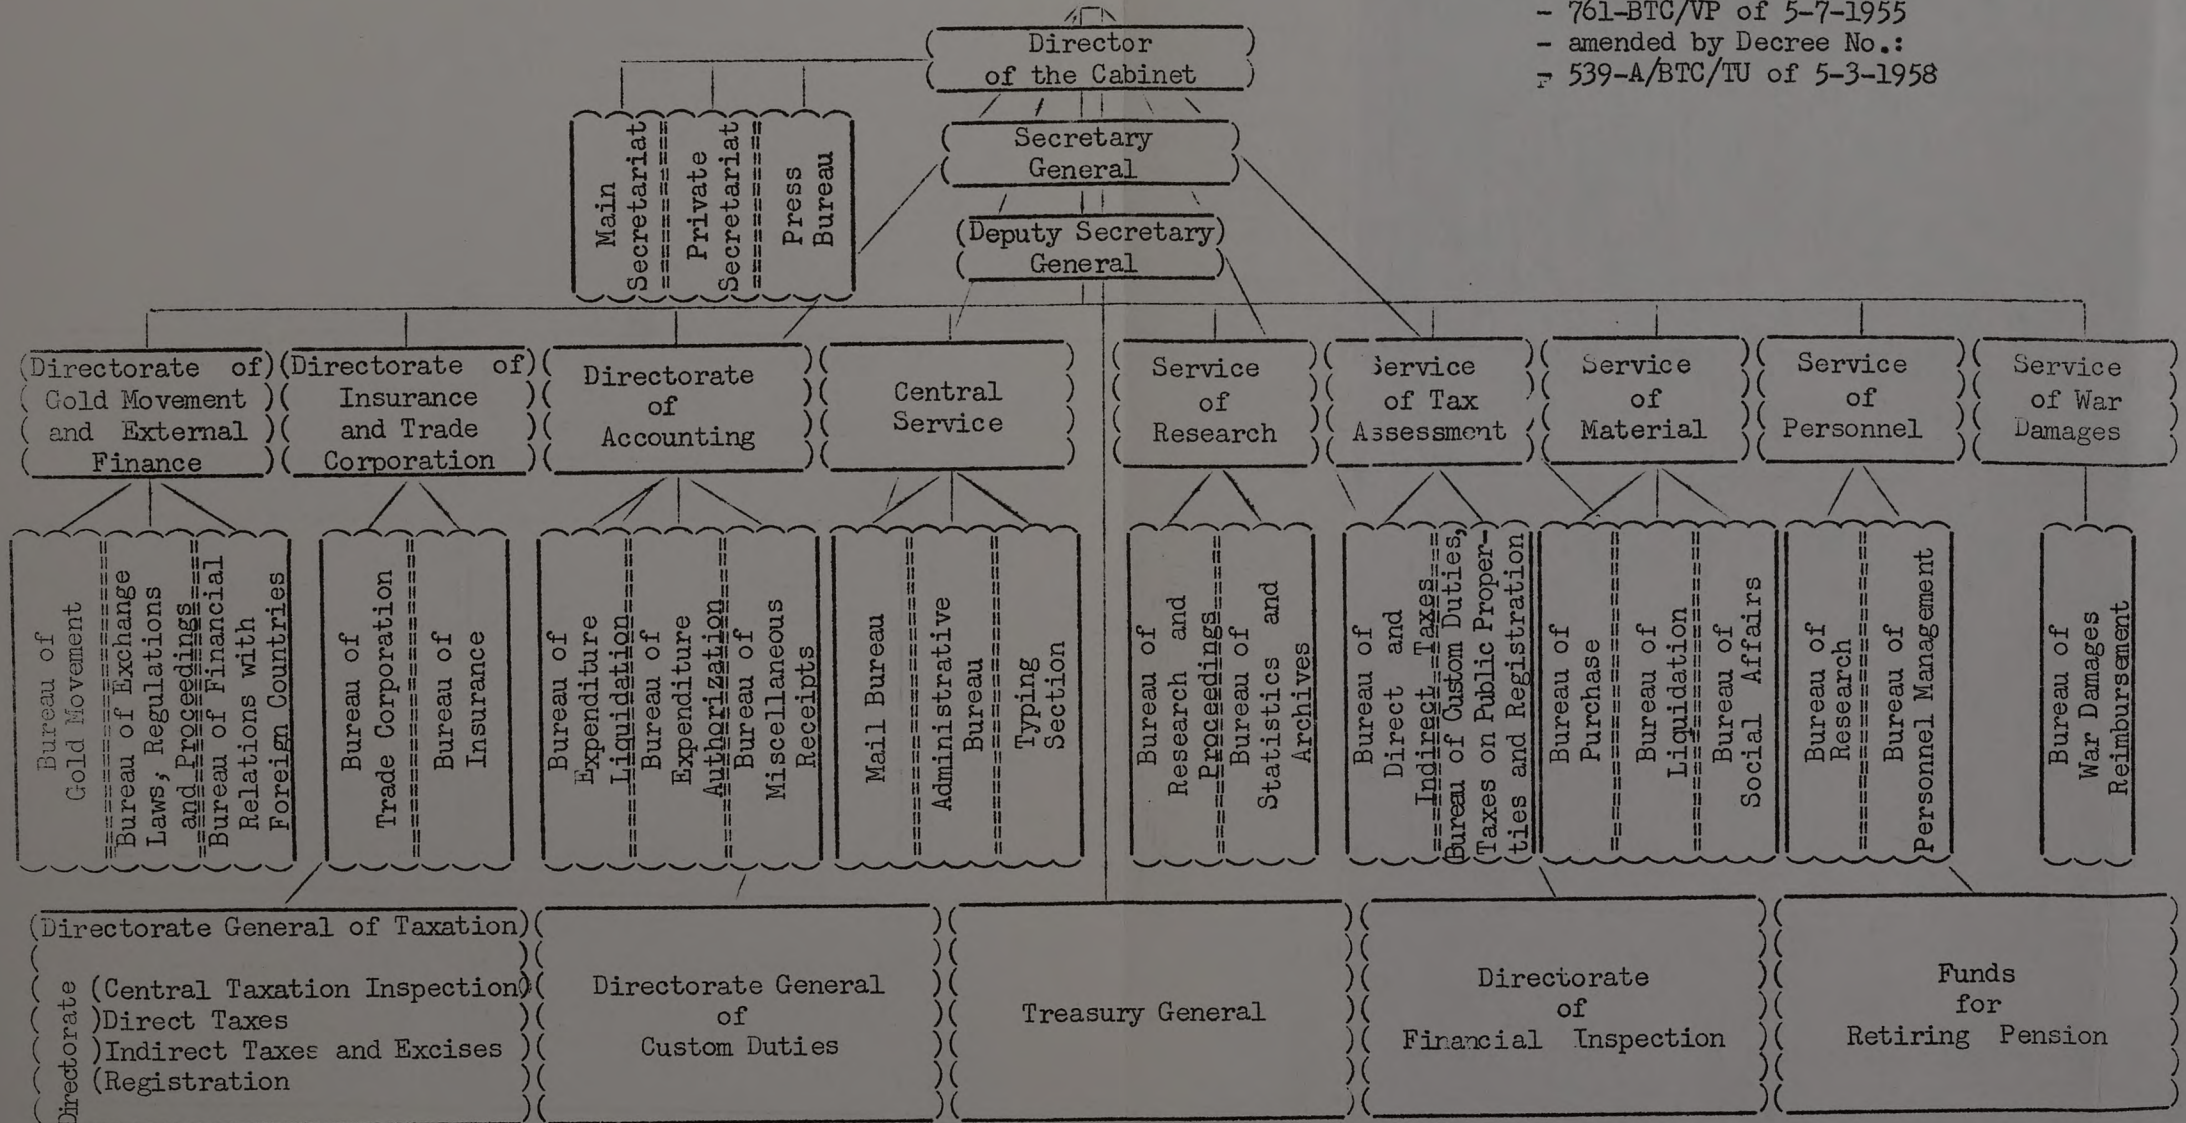 - 761-BTC/VP of 5-7-1955
- amended by Decree No.:
- 539-A/BTC/TU of 5-3-1958
Director
of the Cabinet
Secretary
General
(Deputy Secretary)
General
Main
Secretariat
Private
Secretariat
Press
Bureau
(Directorate of)
Gold Movement
and External
Finance
(Directorate of)
Insurance
and Trade
Corporation
Directorate
of
Accounting
Central
Service
Service
of
Research
Service
of Tax
Assessment
Service
of
Material
Service
of
Personnel
Service
of War
Damages
Bureau of
Gold Movement
Bureau of Exchange
Laws, Regulations
and Proceedings
Bureau of Financial
Relations with
Foreign Countries
Bureau of
Trade Corporation
Bureau of
Insurance
Bureau of
Expenditure
Liquidation
Bureau of
Expenditure
Authorization
Bureau of
Miscellaneous
Receipts
Mail Bureau
Administrative
Bureau
Typing
Section
Bureau of
Research and
Proceedings
Bureau of
Statistics and
Archives
Bureau of
Direct and
Indirect Taxes
(Bureau of Custom Duties,
(Taxes on Public Proper-
ties and Registration
Bureau of
Purchase
Bureau of
Liquidation
Bureau of
Social Affairs
Bureau of
Research
Bureau of
Personnel Management
Bureau of
War Damages
Reimbursement
(Directorate General of Taxation)
Directorate
(Central Taxation Inspection)
)Direct Taxes
)Indirect Taxes and Excises
(Registration
Directorate General
of
Custom Duties
Treasury General
Directorate
of
Financial Inspection
Funds
for
Retiring Pension